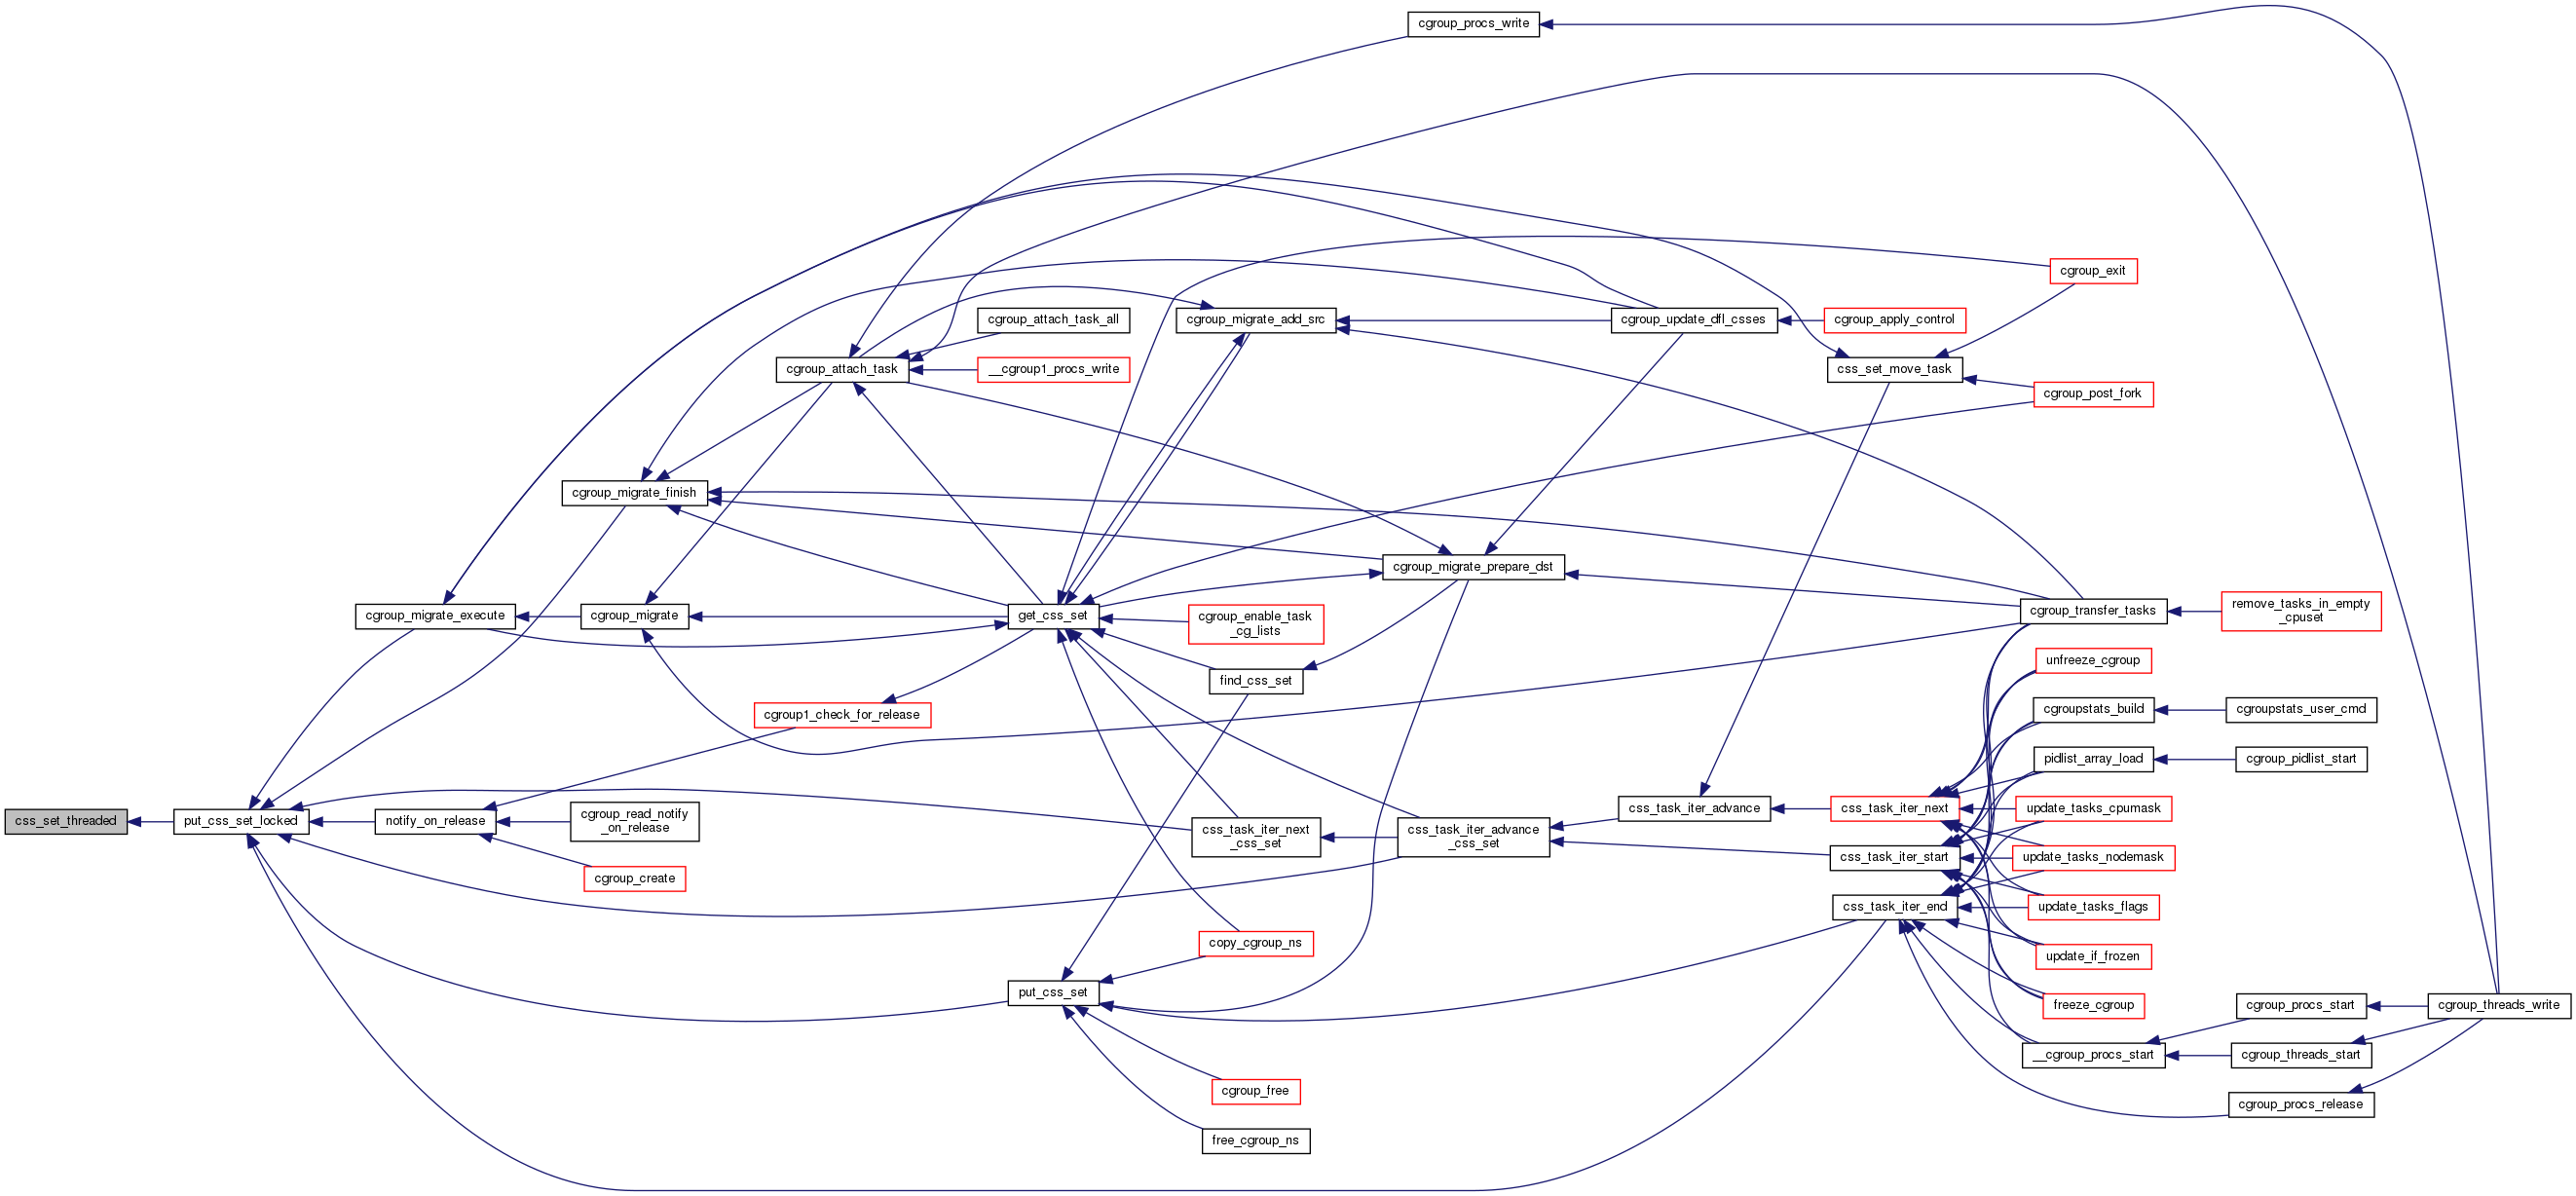 cgroup_procs_write
cgroup_exit
cgroup_attach_task_all
cgroup_migrate_add_src
cgroup_update_dfl_csses
cgroup_apply_control
cgroup_attach_task
__cgroup1_procs_write
css_set_move_task
cgroup_post_fork
cgroup_migrate_finish
cgroup_migrate_prepare_dst
cgroup_migrate_execute
cgroup_migrate
get_css_set
cgroup_enable_task
_cg_lists
cgroup_transfer_tasks
remove_tasks_in_empty
_cpuset
unfreeze_cgroup
find_css_set
cgroup1_check_for_release
cgroupstats_build
cgroupstats_user_cmd
pidlist_array_load
cgroup_pidlist_start
css_set_threaded
put_css_set_locked
notify_on_release
cgroup_read_notify
_on_release
css_task_iter_next
_css_set
css_task_iter_advance
_css_set
css_task_iter_advance
css_task_iter_next
update_tasks_cpumask
css_task_iter_start
update_tasks_nodemask
cgroup_create
css_task_iter_end
update_tasks_flags
copy_cgroup_ns
update_if_frozen
put_css_set
freeze_cgroup
cgroup_procs_start
cgroup_threads_write
__cgroup_procs_start
cgroup_threads_start
cgroup_free
cgroup_procs_release
free_cgroup_ns